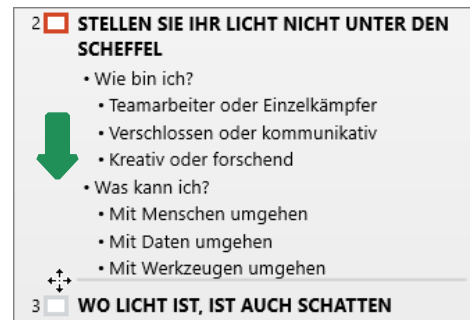 2 STELLEN SIE IHR LICHT NICHT UNTER DEN
SCHEFFEL
• Wie bin ich?
• Teamarbeiter oder Einzelkämpfer
• Verschlossen oder kommunikativ
• Kreativ oder forschend
• Was kann ich?
• Mit Menschen umgehen
• Mit Daten umgehen
• Mit Werkzeugen umgehen
3 WO LICHT IST, IST AUCH SCHATTEN